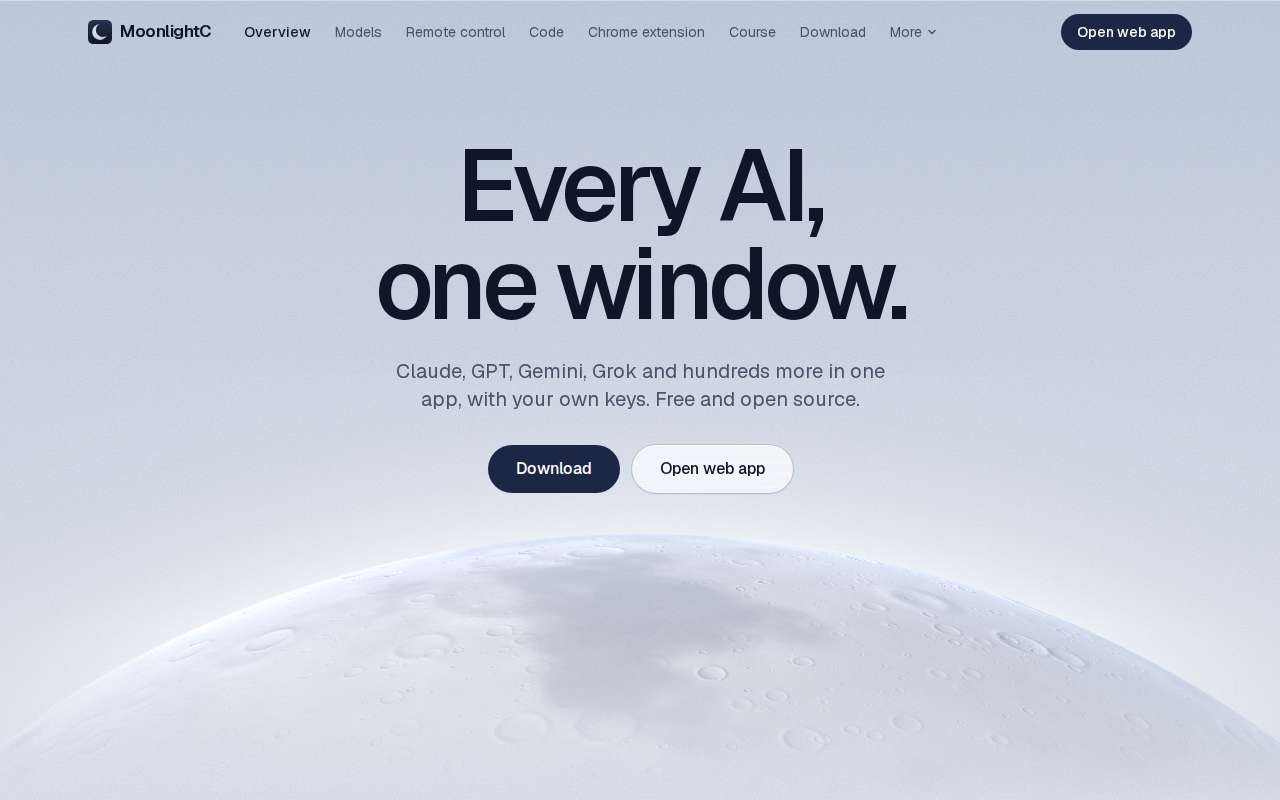 MoonlightC
Overview
Models
Remote control
Code
Chrome extension
Course
Download
More
Open web app
Every AI,
one window.
Claude, GPT, Gemini, Grok and hundreds more in one
app, with your own keys. Free and open source.
Download
Open web app